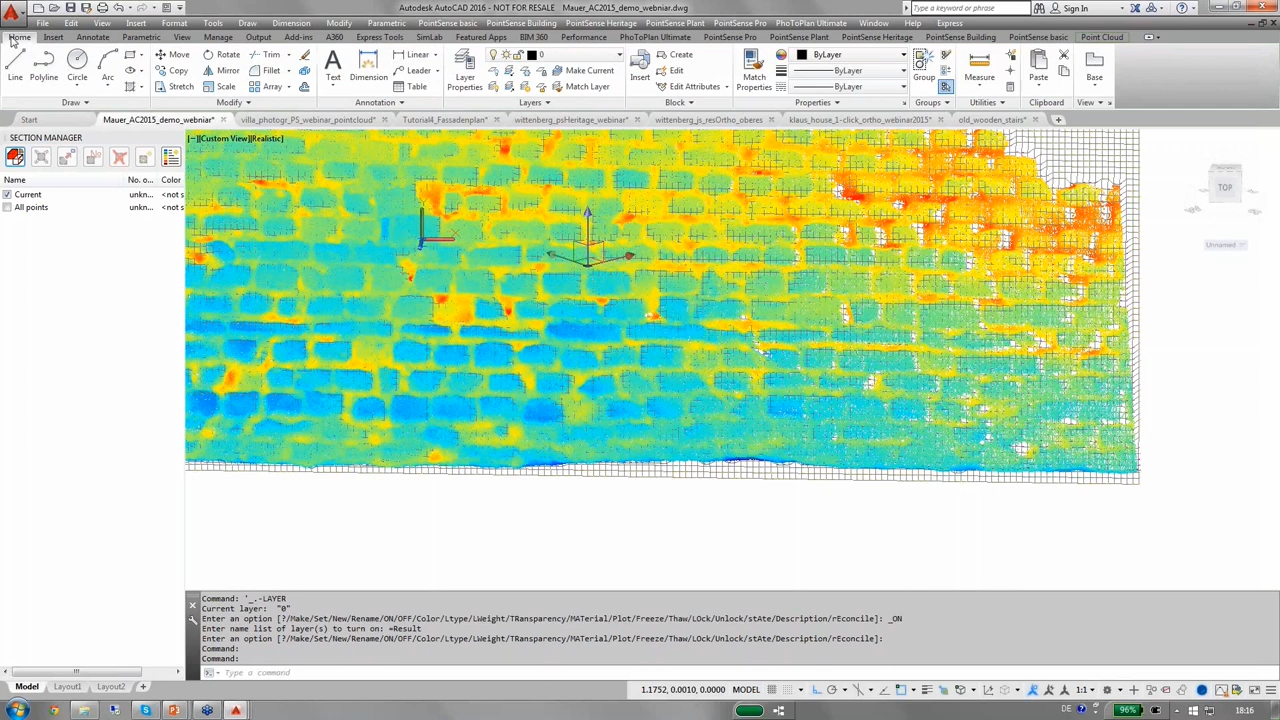 Autodesk AutoCAD 2016 - NOT FOR RESALE    Mauer_AC2015_demo_webniar.dwg
Type a keyword or phrase
Sign In
File Edit View Insert Format Tools Draw Dimension Modify Parametric PointSense basic PointSense Building PointSense Heritage PointSense Plant PointSense Pro PhoToPlan Ultimate Window Help Express
Home Insert Annotate Parametric View Manage Output Add-ins A360 Express Tools SimLab Featured Apps BIM 360 Performance PhoToPlan Ultimate PointSense Pro PointSense Plant PointSense Heritage PointSense Building PointSense basic Point Cloud
Line Polyline Circle Arc
Move Rotate Trim
Copy Mirror Fillet
Stretch Scale Array
Text Dimension
Linear
Leader
Table
Layer Properties
0
Make Current
Match Layer
Insert
Create
Edit
Edit Attributes
Match Properties
ByLayer
ByLayer
ByLayer
Group
Measure
Paste
Base
Draw Modify Annotation Layers Block Properties Groups Utilities Clipboard View
Start Mauer_AC2015_demo_webniar* villa_photogr_PS_webinar_pointcloud* Tutorial4_Fassadenplan* wittenberg_psHeritage_webinar* wittenberg_js_resOrtho_oberes klaus_house_1-click_ortho_webinar2015* old_wooden_stairs*
SECTION MANAGER
Name No. o... Color
Current unkn... <not s
All points unkn... <not s
[−][Custom View][Realistic]
TOP
Unnamed
Command: '_.-LAYER
Current layer: "0"
Enter an option [?/Make/Set/New/Rename/ON/OFF/Color/Ltype/LWeight/TRansparency/MATerial/Plot/Freeze/Thaw/LOck/Unlock/stAte/Description/rEconcile]: _ON
Enter name list of layer(s) to turn on: =Result
Enter an option [?/Make/Set/New/Rename/ON/OFF/Color/Ltype/LWeight/TRansparency/MATerial/Plot/Freeze/Thaw/LOck/Unlock/stAte/Description/rEconcile]:
Command:
Command:
Type a command
Model Layout1 Layout2 +
1.1752, 0.0010, 0.0000 MODEL
1:1
DE
96%
18:16